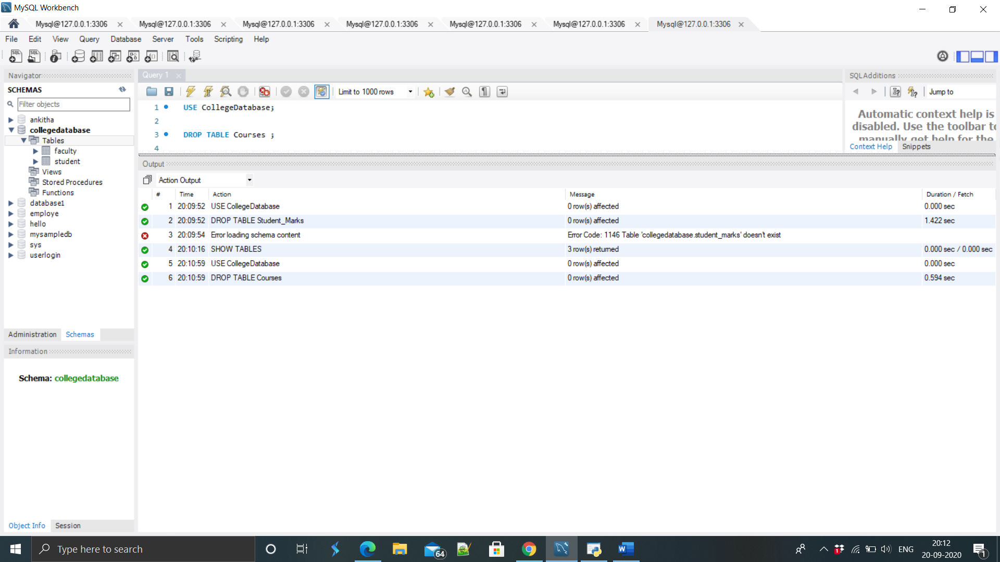 MySQL Workbench
Mysql@127.0.0.1:3306 Mysql@127.0.0.1:3306 Mysql@127.0.0.1:3306 Mysql@127.0.0.1:3306 Mysql@127.0.0.1:3306 Mysql@127.0.0.1:3306 Mysql@127.0.0.1:3306
File Edit View Query Database Server Tools Scripting Help
Navigator
SCHEMAS
Filter objects
ankitha
collegedatabase
Tables
faculty
student
Views
Stored Procedures
Functions
database1
employe
hello
mysampledb
sys
userlogin
Administration Schemas
Information
Schema: collegedatabase
Object Info Session
Query 1
Limit to 1000 rows
1 USE CollegeDatabase;
2
3 DROP TABLE Courses ;
4
SQLAdditions
Jump to
Automatic context help is
disabled. Use the toolbar to
manually get help for the
Context Help Snippets
Output
Action Output
# Time Action Message Duration / Fetch
1 20:09:52 USE CollegeDatabase 0 row(s) affected 0.000 sec
2 20:09:52 DROP TABLE Student_Marks 0 row(s) affected 1.422 sec
3 20:09:54 Error loading schema content Error Code: 1146 Table 'collegedatabase.student_marks' doesn't exist
4 20:10:16 SHOW TABLES 3 row(s) returned 0.000 sec / 0.000 sec
5 20:10:59 USE CollegeDatabase 0 row(s) affected 0.000 sec
6 20:10:59 DROP TABLE Courses 0 row(s) affected 0.594 sec
Type here to search
64
1
ENG
20:12
20-09-2020
1